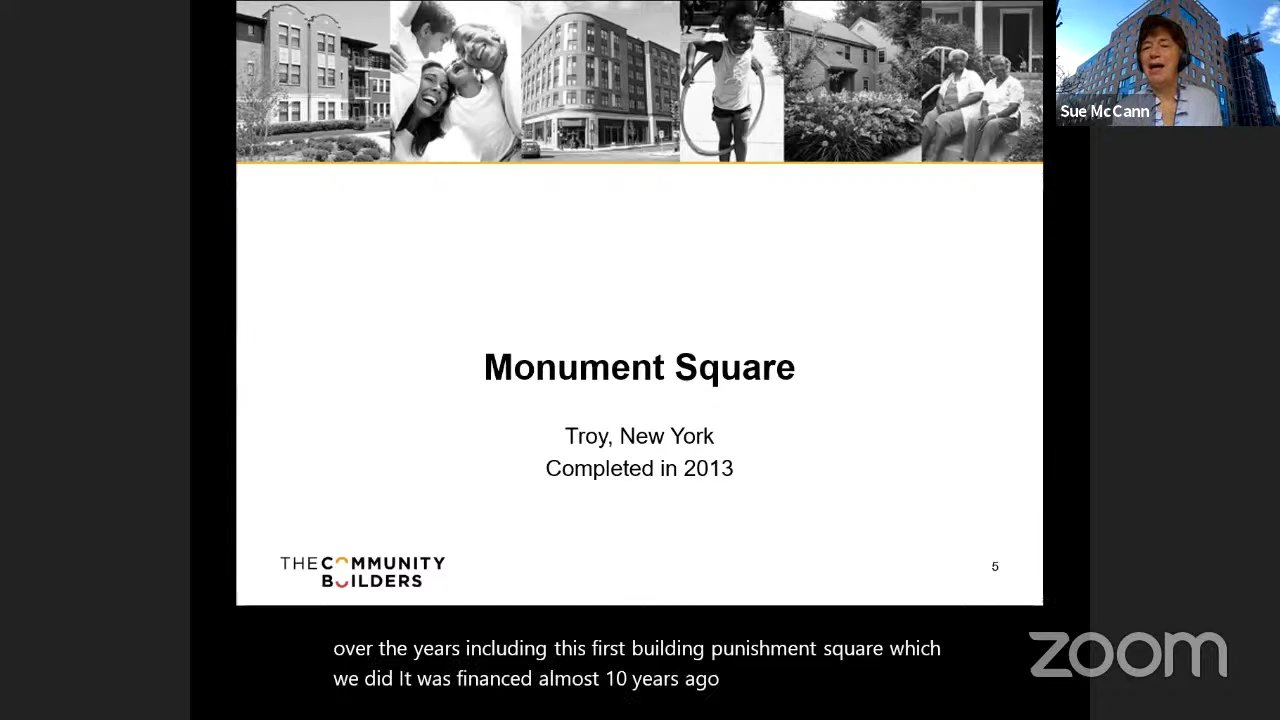 Sue McCann
Monument Square
Troy, New York
Completed in 2013
THE COMMUNITY
BUILDERS
5
over the years including this first building punishment square which
we did It was financed almost 10 years ago
zoom